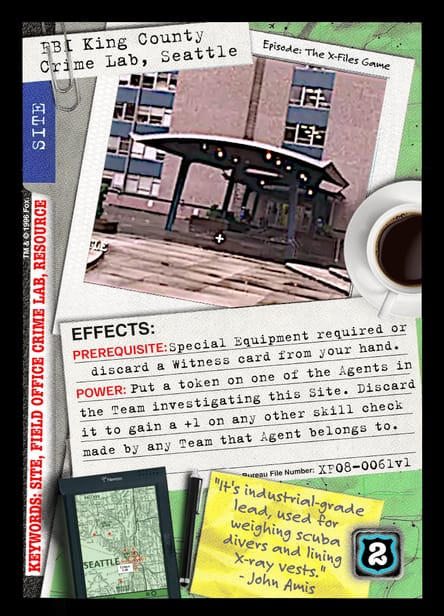 FBI King County
Crime Lab, Seattle
Episode: The X-Files Game
SITE
TM & © 1996 Fox.
KEYWORDS: SITE, FIELD OFFICE CRIME LAB, RESOURCE
EFFECTS:
PREREQUISITE: Special Equipment required or
discard a Witness card from your hand.
POWER: Put a token on one of the Agents in
the Team investigating this Site. Discard
it to gain a +1 on any other skill check
made by any Team that Agent belongs to.
Bureau File Number: XF08-0061v1
Newton
SEATTLE
"It's industrial-grade
lead, used for
weighing scuba
divers and lining
X-ray vests."
- John Amis
2